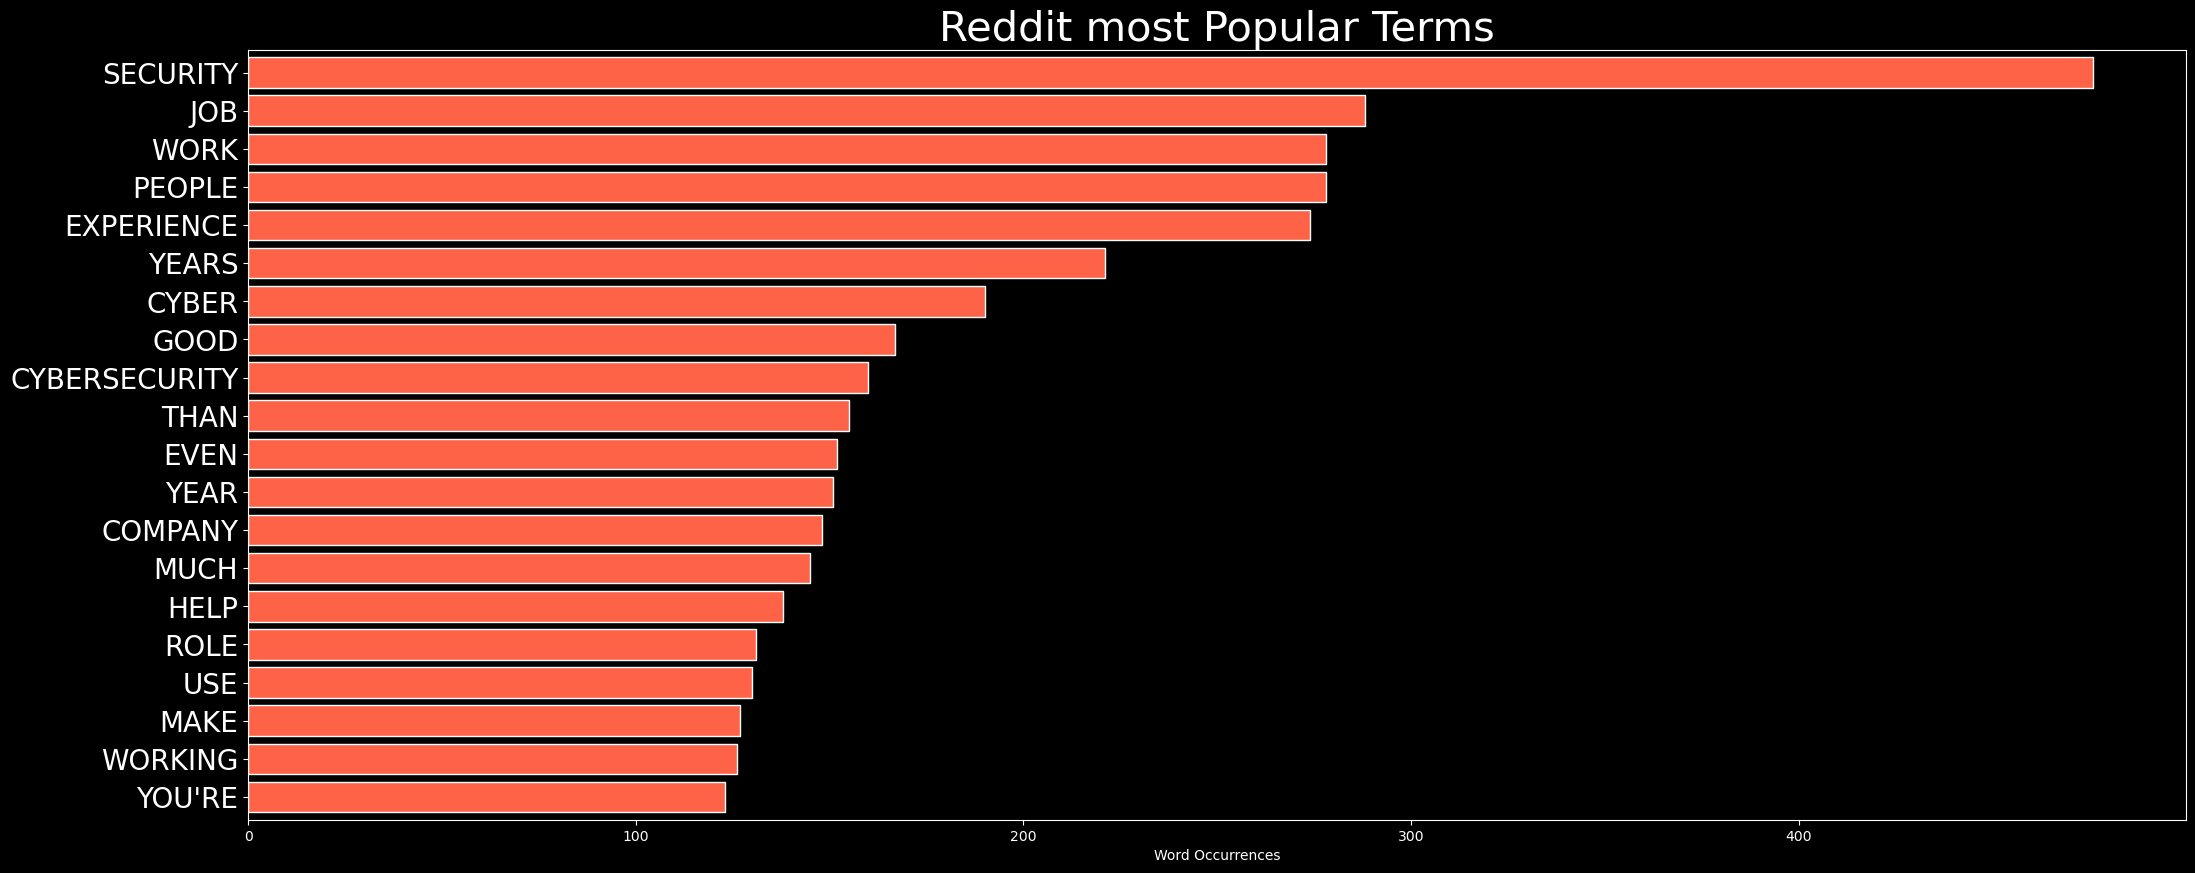 Reddit most Popular Terms
SECURITY
JOB
WORK
PEOPLE
EXPERIENCE
YEARS
CYBER
GOOD
CYBERSECURITY
THAN
EVEN
YEAR
COMPANY
MUCH
HELP
ROLE
USE
MAKE
WORKING
YOU'RE
0 100 200 300 400
Word Occurrences